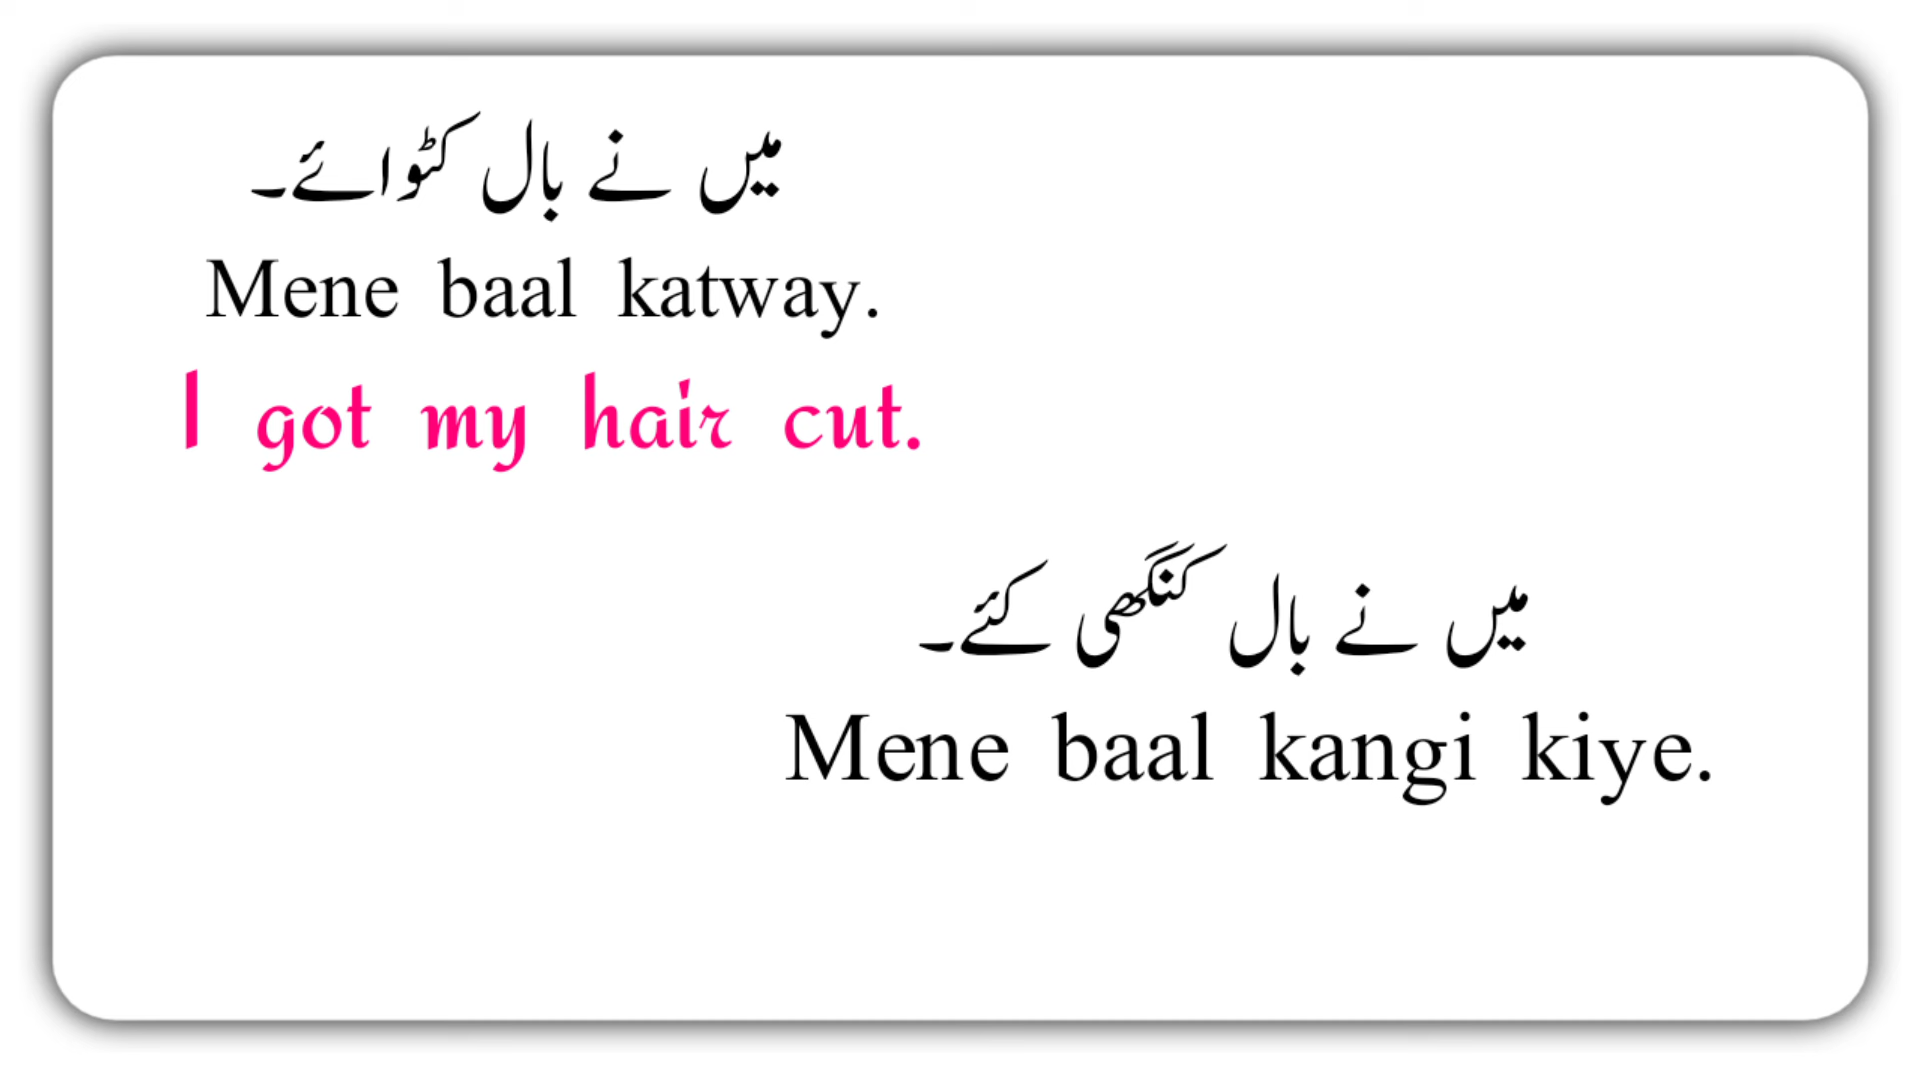 میں نے بال کٹوائے۔
Mene baal katway.
I got my hair cut.
میں نے بال کنگھی کئے۔
Mene baal kangi kiye.